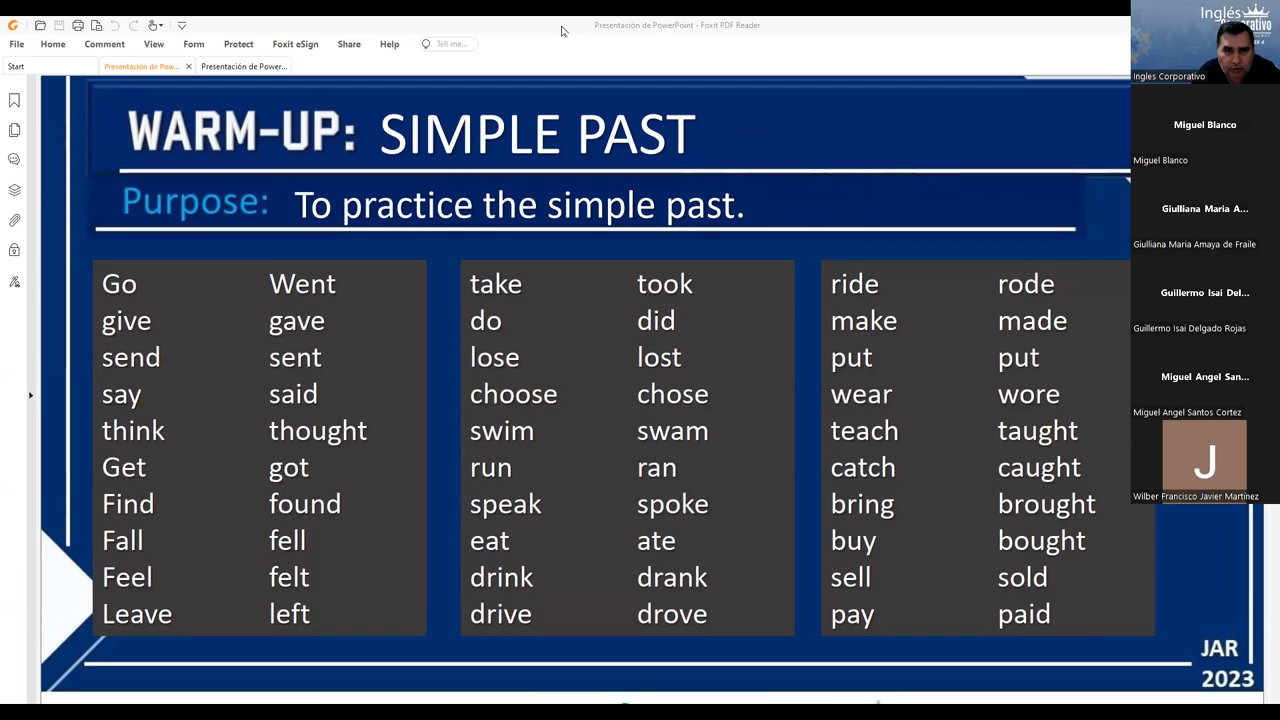 Presentación de PowerPoint - Foxit PDF Reader
File Home Comment View Form Protect Foxit eSign Share Help Tell me...
Start Presentación de Pow... Presentación de Power...
WARM-UP: SIMPLE PAST
Purpose: To practice the simple past.
Go Went
give gave
send sent
say said
think thought
Get got
Find found
Fall fell
Feel felt
Leave left
take took
do did
lose lost
choose chose
swim swam
run ran
speak spoke
eat ate
drink drank
drive drove
ride rode
make made
put put
wear wore
teach taught
catch caught
bring brought
buy bought
sell sold
pay paid
JAR
2023
Inglés
Ingles Corporativo
Miguel Blanco
Miguel Blanco
Giulliana Maria A...
Giulliana Maria Amaya de Fraile
Guillermo Isai Del...
Guillermo Isai Delgado Rojas
Miguel Angel San...
Miguel Angel Santos Cortez
J
Wilber Francisco Javier Martínez